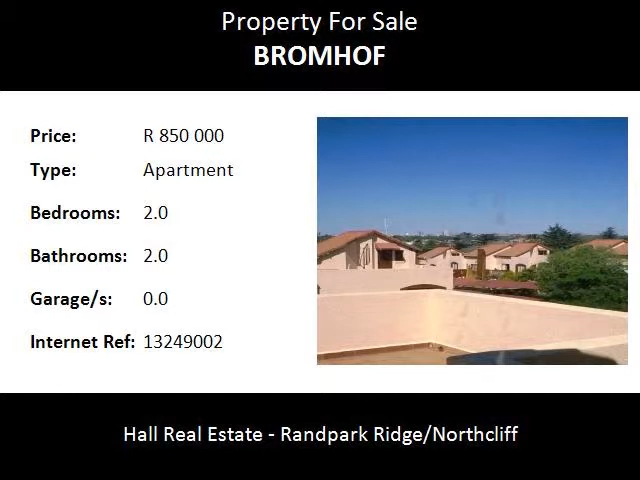 Property For Sale
BROMHOF
Price: R 850 000
Type: Apartment
Bedrooms: 2.0
Bathrooms: 2.0
Garage/s: 0.0
Internet Ref: 13249002
Hall Real Estate - Randpark Ridge/Northcliff